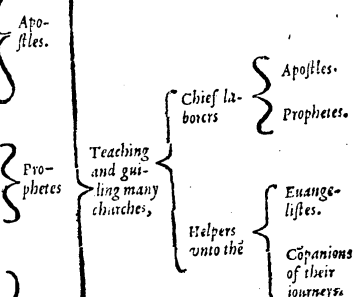 Apo-
ſtles.
Pro-
phetes
Teaching
and gui-
ling many
churches,
Chief la-
borers
Apoſtles.
Prophetes.
Helpers
vnto thē
Euange-
liſtes.
Cōpanions
of their
iourneys.